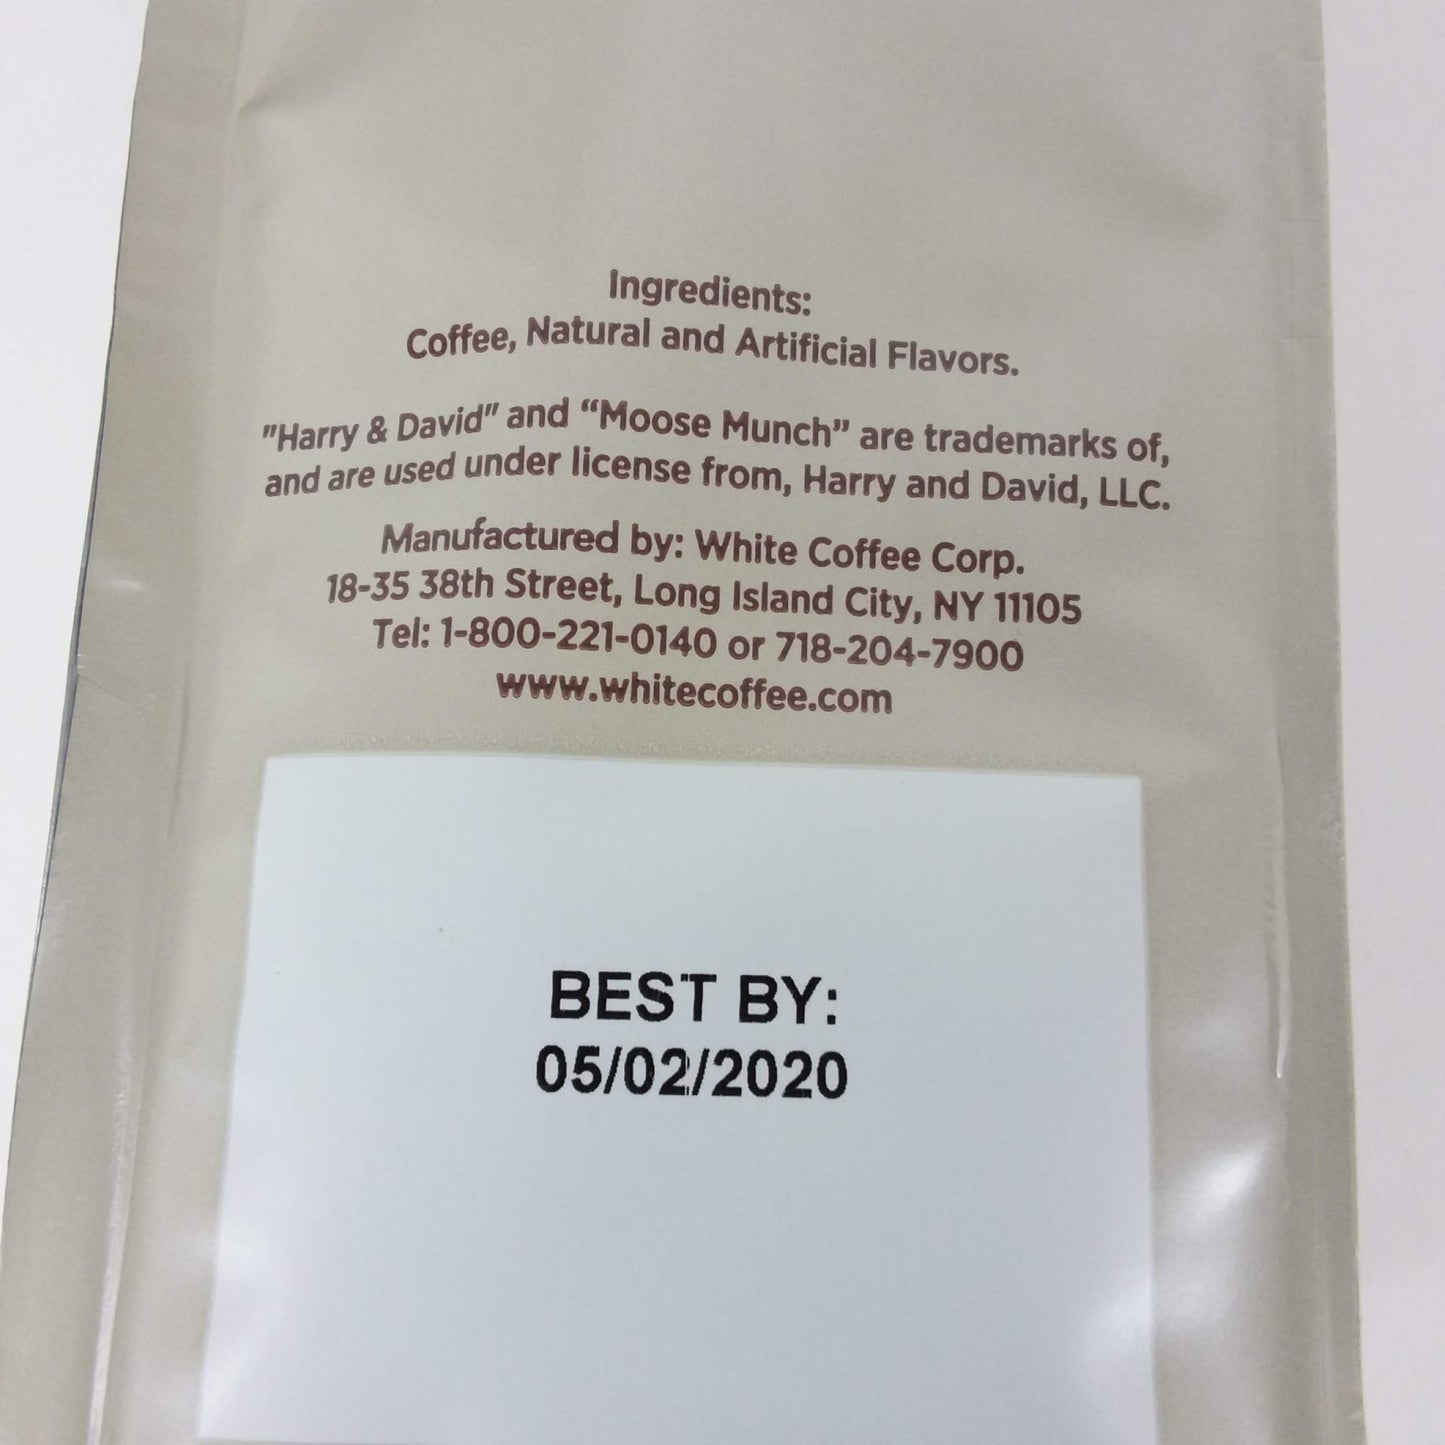 Ingredients:
Coffee, Natural and Artificial Flavors.
"Harry & David" and “Moose Munch” are trademarks of,
and are used under license from, Harry and David, LLC.
Manufactured by: White Coffee Corp.
18-35 38th Street, Long Island City, NY 11105
Tel: 1-800-221-0140 or 718-204-7900
www.whitecoffee.com
BEST BY:
05/02/2020